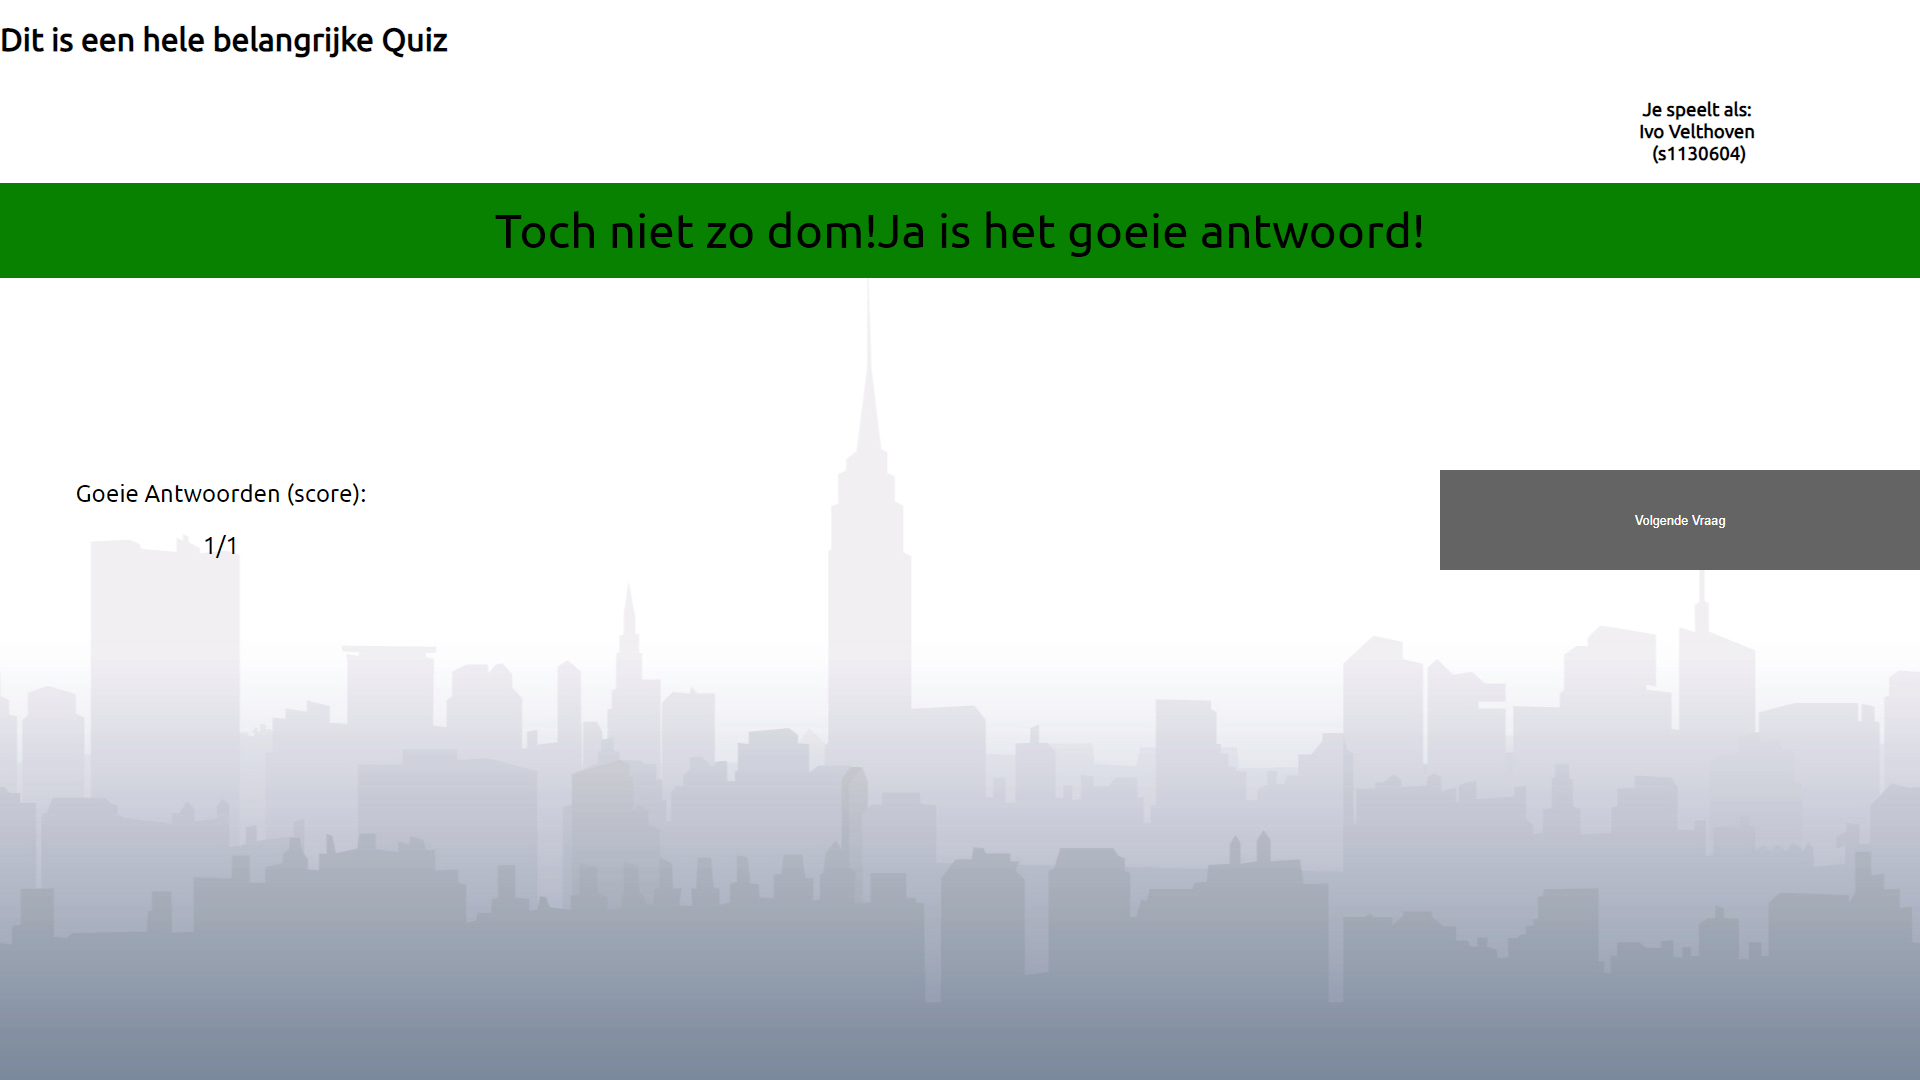 Dit is een hele belangrijke Quiz
Je speelt als:
Ivo Velthoven
(s1130604)
Toch niet zo dom!Ja is het goeie antwoord!
Goeie Antwoorden (score):
1/1
Volgende Vraag